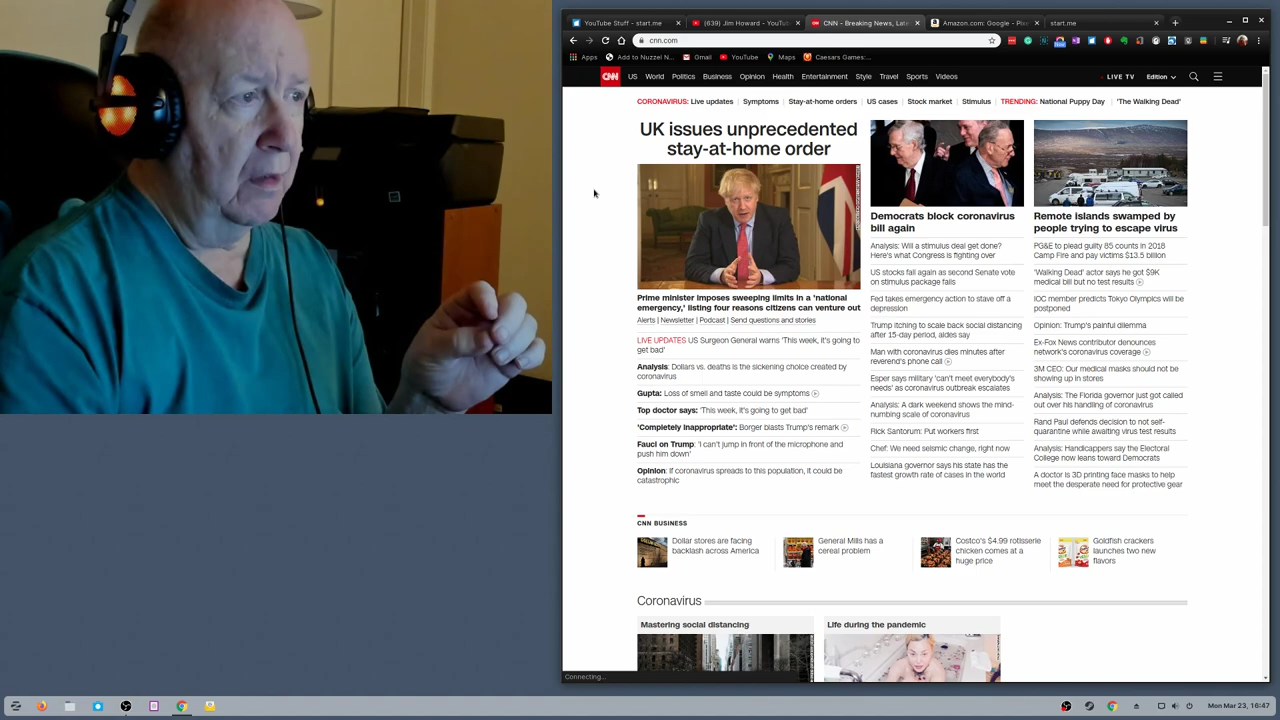 YouTube Stuff - start.me
(639) Jim Howard - YouTu
CNN - Breaking News, Late
Amazon.com: Google - Pixe
start.me
cnn.com
Apps
Add to Nuzzel N...
Gmail
YouTube
Maps
Caesars Games:...
CNN
US
World
Politics
Business
Opinion
Health
Entertainment
Style
Travel
Sports
Videos
LIVE TV
Edition
CORONAVIRUS: Live updates
Symptoms
Stay-at-home orders
US cases
Stock market
Stimulus
TRENDING: National Puppy Day
'The Walking Dead'
UK issues unprecedented
stay-at-home order
Prime minister imposes sweeping limits in a 'national
emergency,' listing four reasons citizens can venture out
Alerts | Newsletter | Podcast | Send questions and stories
LIVE UPDATES US Surgeon General warns 'This week, it's going to
get bad'
Analysis: Dollars vs. deaths is the sickening choice created by
coronavirus
Gupta: Loss of smell and taste could be symptoms
Top doctor says: 'This week, it's going to get bad'
'Completely inappropriate': Borger blasts Trump's remark
Fauci on Trump: 'I can't jump in front of the microphone and
push him down'
Opinion: If coronavirus spreads to this population, it could be
catastrophic
Democrats block coronavirus
bill again
Analysis: Will a stimulus deal get done?
Here's what Congress is fighting over
US stocks fall again as second Senate vote
on stimulus package fails
Fed takes emergency action to stave off a
depression
Trump itching to scale back social distancing
after 15-day period, aides say
Man with coronavirus dies minutes after
reverend's phone call
Esper says military 'can't meet everybody's
needs' as coronavirus outbreak escalates
Analysis: A dark weekend shows the mind-
numbing scale of coronavirus
Rick Santorum: Put workers first
Chef: We need seismic change, right now
Louisiana governor says his state has the
fastest growth rate of cases in the world
Remote islands swamped by
people trying to escape virus
PG&E to plead guilty 85 counts in 2018
Camp Fire and pay victims $13.5 billion
'Walking Dead' actor says he got $9K
medical bill but no test results
IOC member predicts Tokyo Olympics will be
postponed
Opinion: Trump's painful dilemma
Ex-Fox News contributor denounces
network's coronavirus coverage
3M CEO: Our medical masks should not be
showing up in stores
Analysis: The Florida governor just got called
out over his handling of coronavirus
Rand Paul defends decision to not self-
quarantine while awaiting virus test results
Analysis: Handicappers say the Electoral
College now leans toward Democrats
A doctor is 3D printing face masks to help
meet the desperate need for protective gear
CNN BUSINESS
Dollar stores are facing
backlash across America
General Mills has a
cereal problem
Costco's $4.99 rotisserie
chicken comes at a
huge price
Goldfish crackers
launches two new
flavors
Coronavirus
Mastering social distancing
Life during the pandemic
Connecting...
Mon Mar 23, 16:47